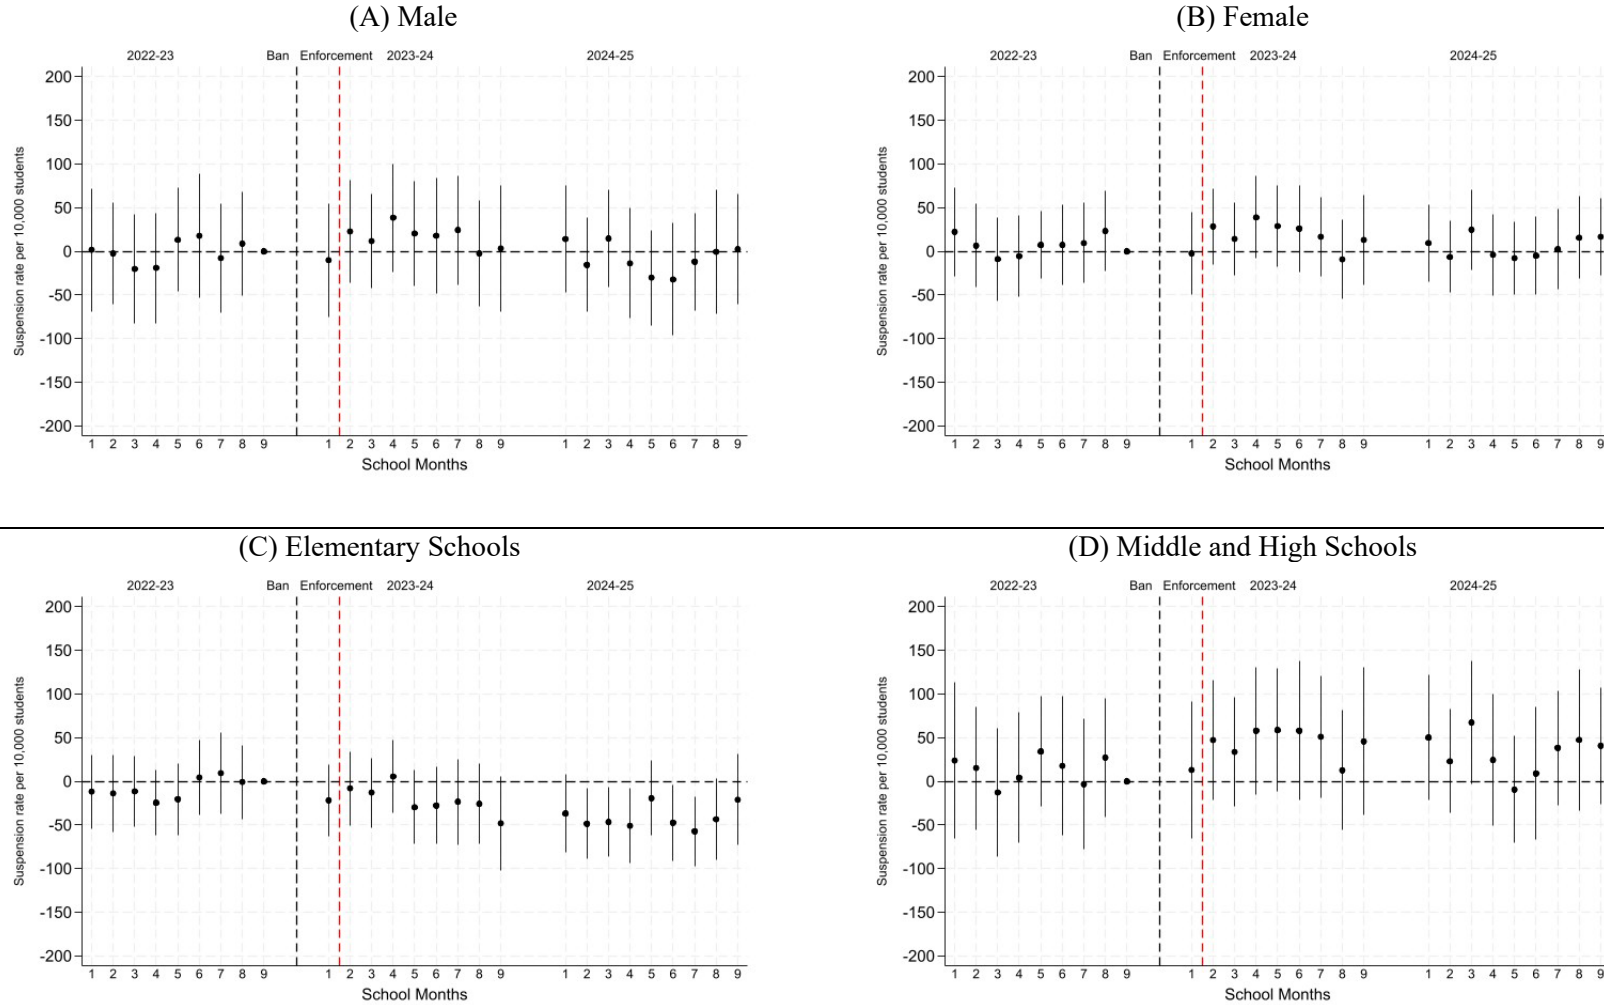 (A) Male
2022-23 Ban Enforcement 2023-24 2024-25
200
150
100
50
0
-50
-100
-150
-200
Suspension rate per 10,000 students
1 2 3 4 5 6 7 8 9 1 2 3 4 5 6 7 8 9 1 2 3 4 5 6 7 8 9
School Months
(B) Female
2022-23 Ban Enforcement 2023-24 2024-25
200
150
100
50
0
-50
-100
-150
-200
Suspension rate per 10,000 students
1 2 3 4 5 6 7 8 9 1 2 3 4 5 6 7 8 9 1 2 3 4 5 6 7 8 9
School Months
(C) Elementary Schools
2022-23 Ban Enforcement 2023-24 2024-25
200
150
100
50
0
-50
-100
-150
-200
Suspension rate per 10,000 students
1 2 3 4 5 6 7 8 9 1 2 3 4 5 6 7 8 9 1 2 3 4 5 6 7 8 9
School Months
(D) Middle and High Schools
2022-23 Ban Enforcement 2023-24 2024-25
200
150
100
50
0
-50
-100
-150
-200
Suspension rate per 10,000 students
1 2 3 4 5 6 7 8 9 1 2 3 4 5 6 7 8 9 1 2 3 4 5 6 7 8 9
School Months